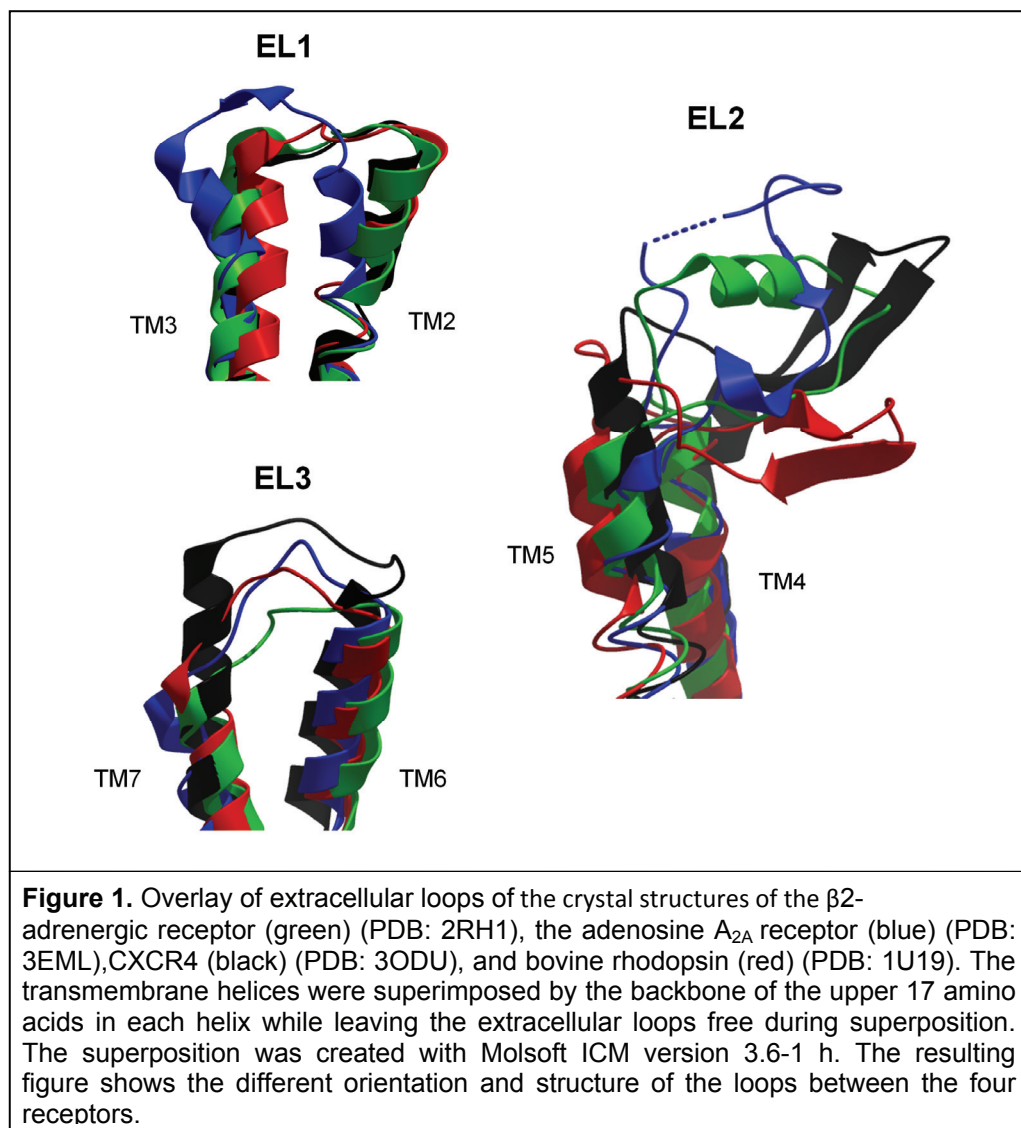 EL1
EL2
TM3
TM2
EL3
TM5
TM4
TM7
TM6
Figure 1. Overlay of extracellular loops of the crystal structures of the β2-
adrenergic receptor (green) (PDB: 2RH1), the adenosine A2A receptor (blue) (PDB:
3EML),CXCR4 (black) (PDB: 3ODU), and bovine rhodopsin (red) (PDB: 1U19). The
transmembrane helices were superimposed by the backbone of the upper 17 amino
acids in each helix while leaving the extracellular loops free during superposition.
The superposition was created with Molsoft ICM version 3.6-1 h. The resulting
figure shows the different orientation and structure of the loops between the four
receptors.